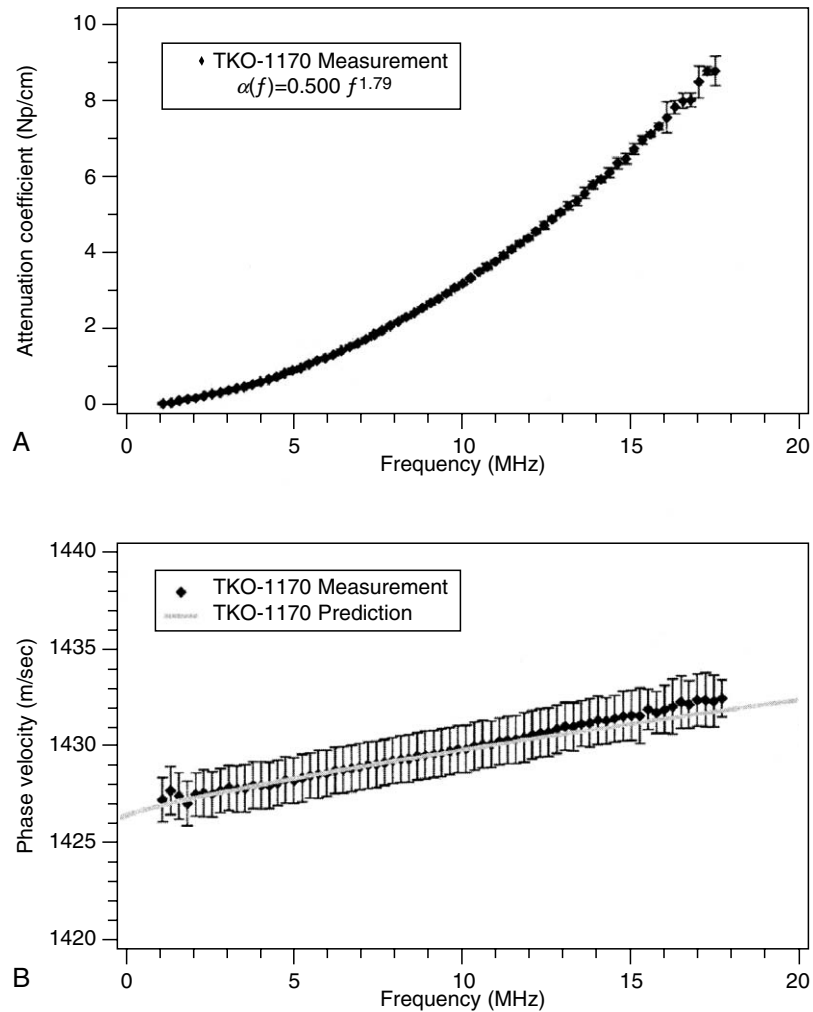 10
8
6
4
2
0
Attenuation coefficient (Np/cm)
TKO-1170 Measurement
α(f)=0.500 f^1.79
0 5 10 15 20
Frequency (MHz)
A
1440
1435
1430
1425
1420
Phase velocity (m/sec)
TKO-1170 Measurement
TKO-1170 Prediction
0 5 10 15 20
Frequency (MHz)
B